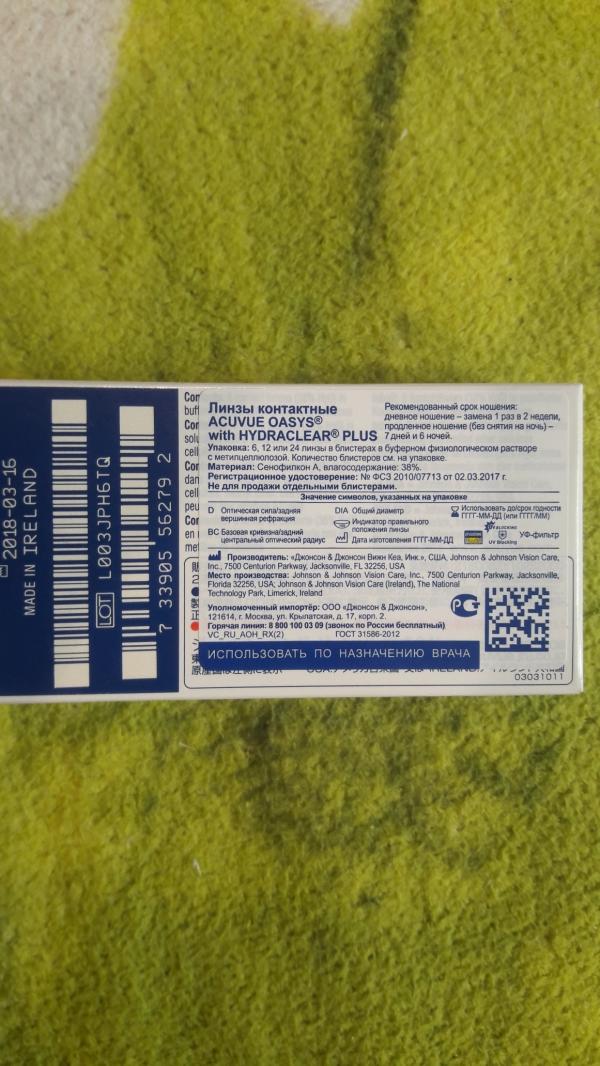 2018-03-16
MADE IN IRELAND
LOT L003JPH6TQ
7 33905 56279 2
Линзы контактные
ACUVUE OASYS®
with HYDRACLEAR® PLUS
Рекомендованный срок ношения:
дневное ношение – замена 1 раз в 2 недели,
продленное ношение (без снятия на ночь) –
7 дней и 6 ночей.
Упаковка: 6, 12 или 24 линзы в блистерах в буферном физиологическом растворе
с метилцеллюлозой. Количество блистеров см. на упаковке.
Материал: Сенофилкон А, влагосодержание: 38%.
Регистрационное удостоверение: № ФСЗ 2010/07713 от 02.03.2017 г.
Не для продажи отдельными блистерами.
Значение символов, указанных на упаковке
D Оптическая сила/задняя
вершинная рефракция
DIA Общий диаметр
Индикатор правильного
положения линзы
Использовать до/срок годности
ГГГГ-ММ-ДД (или ГГГГ/ММ)
BC Базовая кривизна/задний
центральный оптический радиус
Дата изготовления ГГГГ-ММ-ДД
UV BLOCKING
UV Blocking
УФ-фильтр
Производитель: «Джонсон & Джонсон Вижн Кеа, Инк.», США, Johnson & Johnson Vision Care,
Inc., 7500 Centurion Parkway, Jacksonville, FL 32256, USA
Место производства: Johnson & Johnson Vision Care, Inc., 7500 Centurion Parkway, Jacksonville,
Florida 32256, USA; Johnson & Johnson Vision Care (Ireland), The National
Technology Park, Limerick, Ireland
Уполномоченный импортёр: ООО «Джонсон & Джонсон»,
121614, г. Москва, ул. Крылатская, д. 17, корп. 2.
Горячая линия: 8 800 100 03 09 (звонок по России бесплатный)
VC_RU_AOH_RX(2) ГОСТ 31586-2012
ИСПОЛЬЗОВАТЬ ПО НАЗНАЧЕНИЮ ВРАЧА
03031011